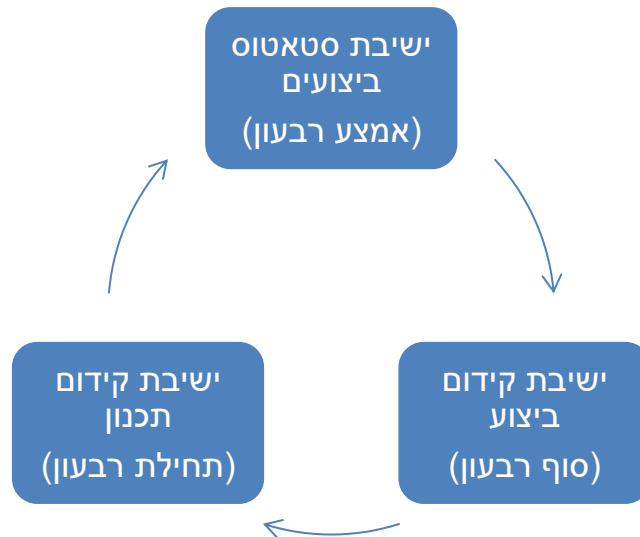 ישיבת סטאטוס
ביצועים
(אמצע רבעון)
ישיבת קידום
ביצוע
(סוף רבעון)
ישיבת קידום
תכנון
(תחילת רבעון)